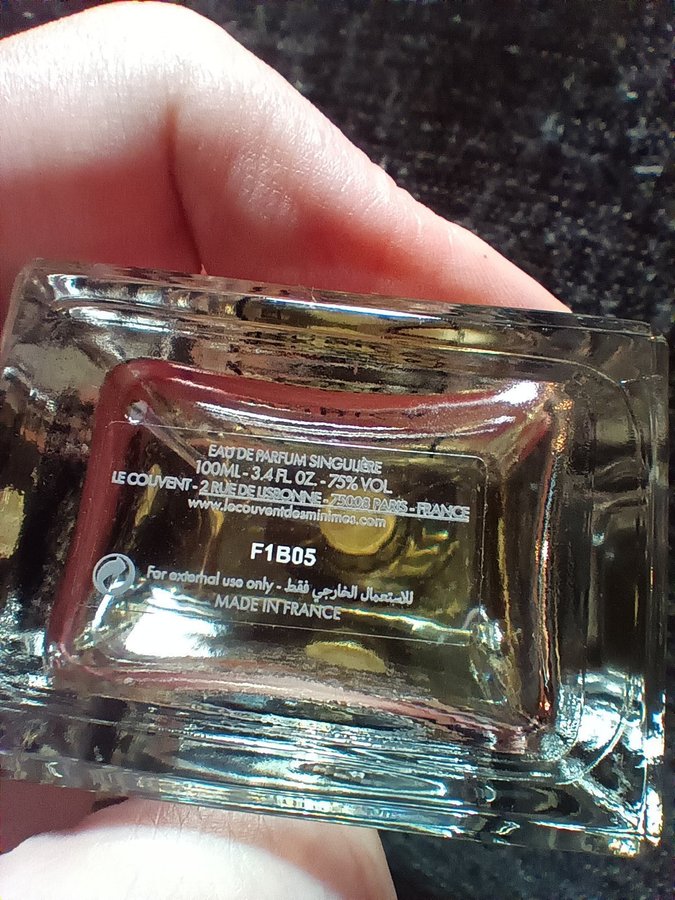 EAU DE PARFUM SINGULIÈRE
100ML - 3.4 FL OZ. - 75% VOL
LE COUVENT - 2 RUE DE LISBONNE - 75008 PARIS - FRANCE
www.lecouventdesminimes.com
F1B05
For external use only - للاستعمال الخارجي فقط
MADE IN FRANCE